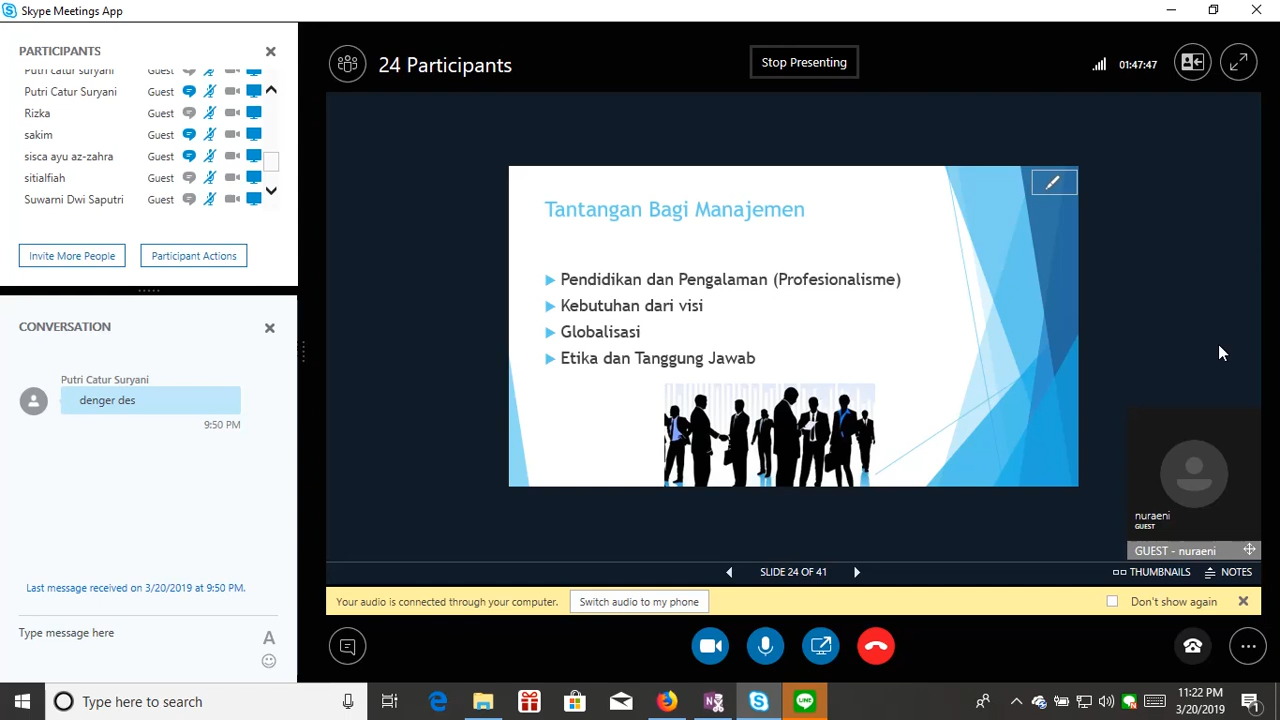 Skype Meetings App
PARTICIPANTS
Putri catur suryani Guest
Putri Catur Suryani Guest
Rizka Guest
sakim Guest
sisca ayu az-zahra Guest
sitialfiah Guest
Suwarni Dwi Saputri Guest
Invite More People
Participant Actions
CONVERSATION
Putri Catur Suryani
denger des
9:50 PM
Last message received on 3/20/2019 at 9:50 PM.
Type message here
A
24 Participants
Stop Presenting
01:47:47
Tantangan Bagi Manajemen
Pendidikan dan Pengalaman (Profesionalisme)
Kebutuhan dari visi
Globalisasi
Etika dan Tanggung Jawab
nuraeni
GUEST
GUEST - nuraeni
SLIDE 24 OF 41
THUMBNAILS
NOTES
Your audio is connected through your computer.
Switch audio to my phone
Don't show again
Type here to search
LINE
11:22 PM
3/20/2019
1